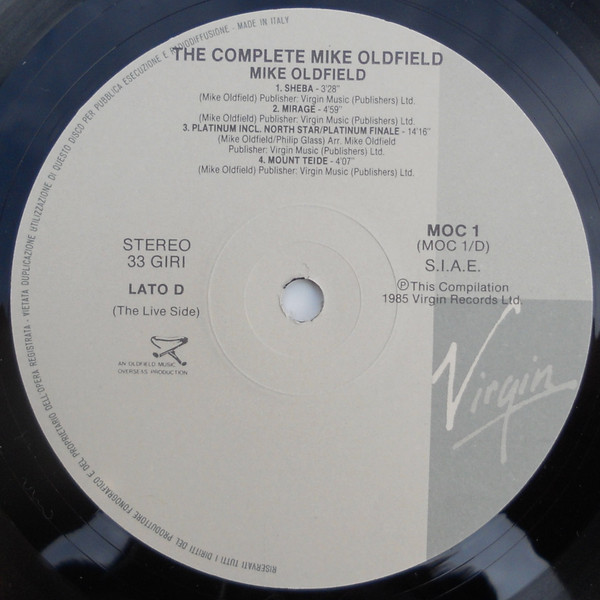 THE COMPLETE MIKE OLDFIELD
MIKE OLDFIELD
1. SHEBA - 3'28"
(Mike Oldfield) Publisher: Virgin Music (Publishers) Ltd.
2. MIRAGE - 4'59"
(Mike Oldfield) Publisher: Virgin Music (Publishers) Ltd.
3. PLATINUM INCL. NORTH STAR/PLATINUM FINALE - 14'16"
(Mike Oldfield/Philip Glass) Arr. Mike Oldfield
Publisher: Virgin Music (Publishers) Ltd.
4. MOUNT TEIDE - 4'07"
(Mike Oldfield) Publisher: Virgin Music (Publishers) Ltd.
STEREO
33 GIRI
LATO D
(The Live Side)
AN OLDFIELD MUSIC
OVERSEAS PRODUCTION
MOC 1
(MOC 1/D)
S.I.A.E.
℗This Compilation
1985 Virgin Records Ltd.
Virgin
RISERVATI TUTTI I DIRITTI DEL PRODUTTORE FONOGRAFICO E DEL PROPRIETARIO DELL'OPERA REGISTRATA - VIETATA DUPLICAZIONE UTILIZZAZIONE DI QUESTO DISCO PER PUBBLICA ESECUZIONE E RADIODIFFUSIONE - MADE IN ITALY